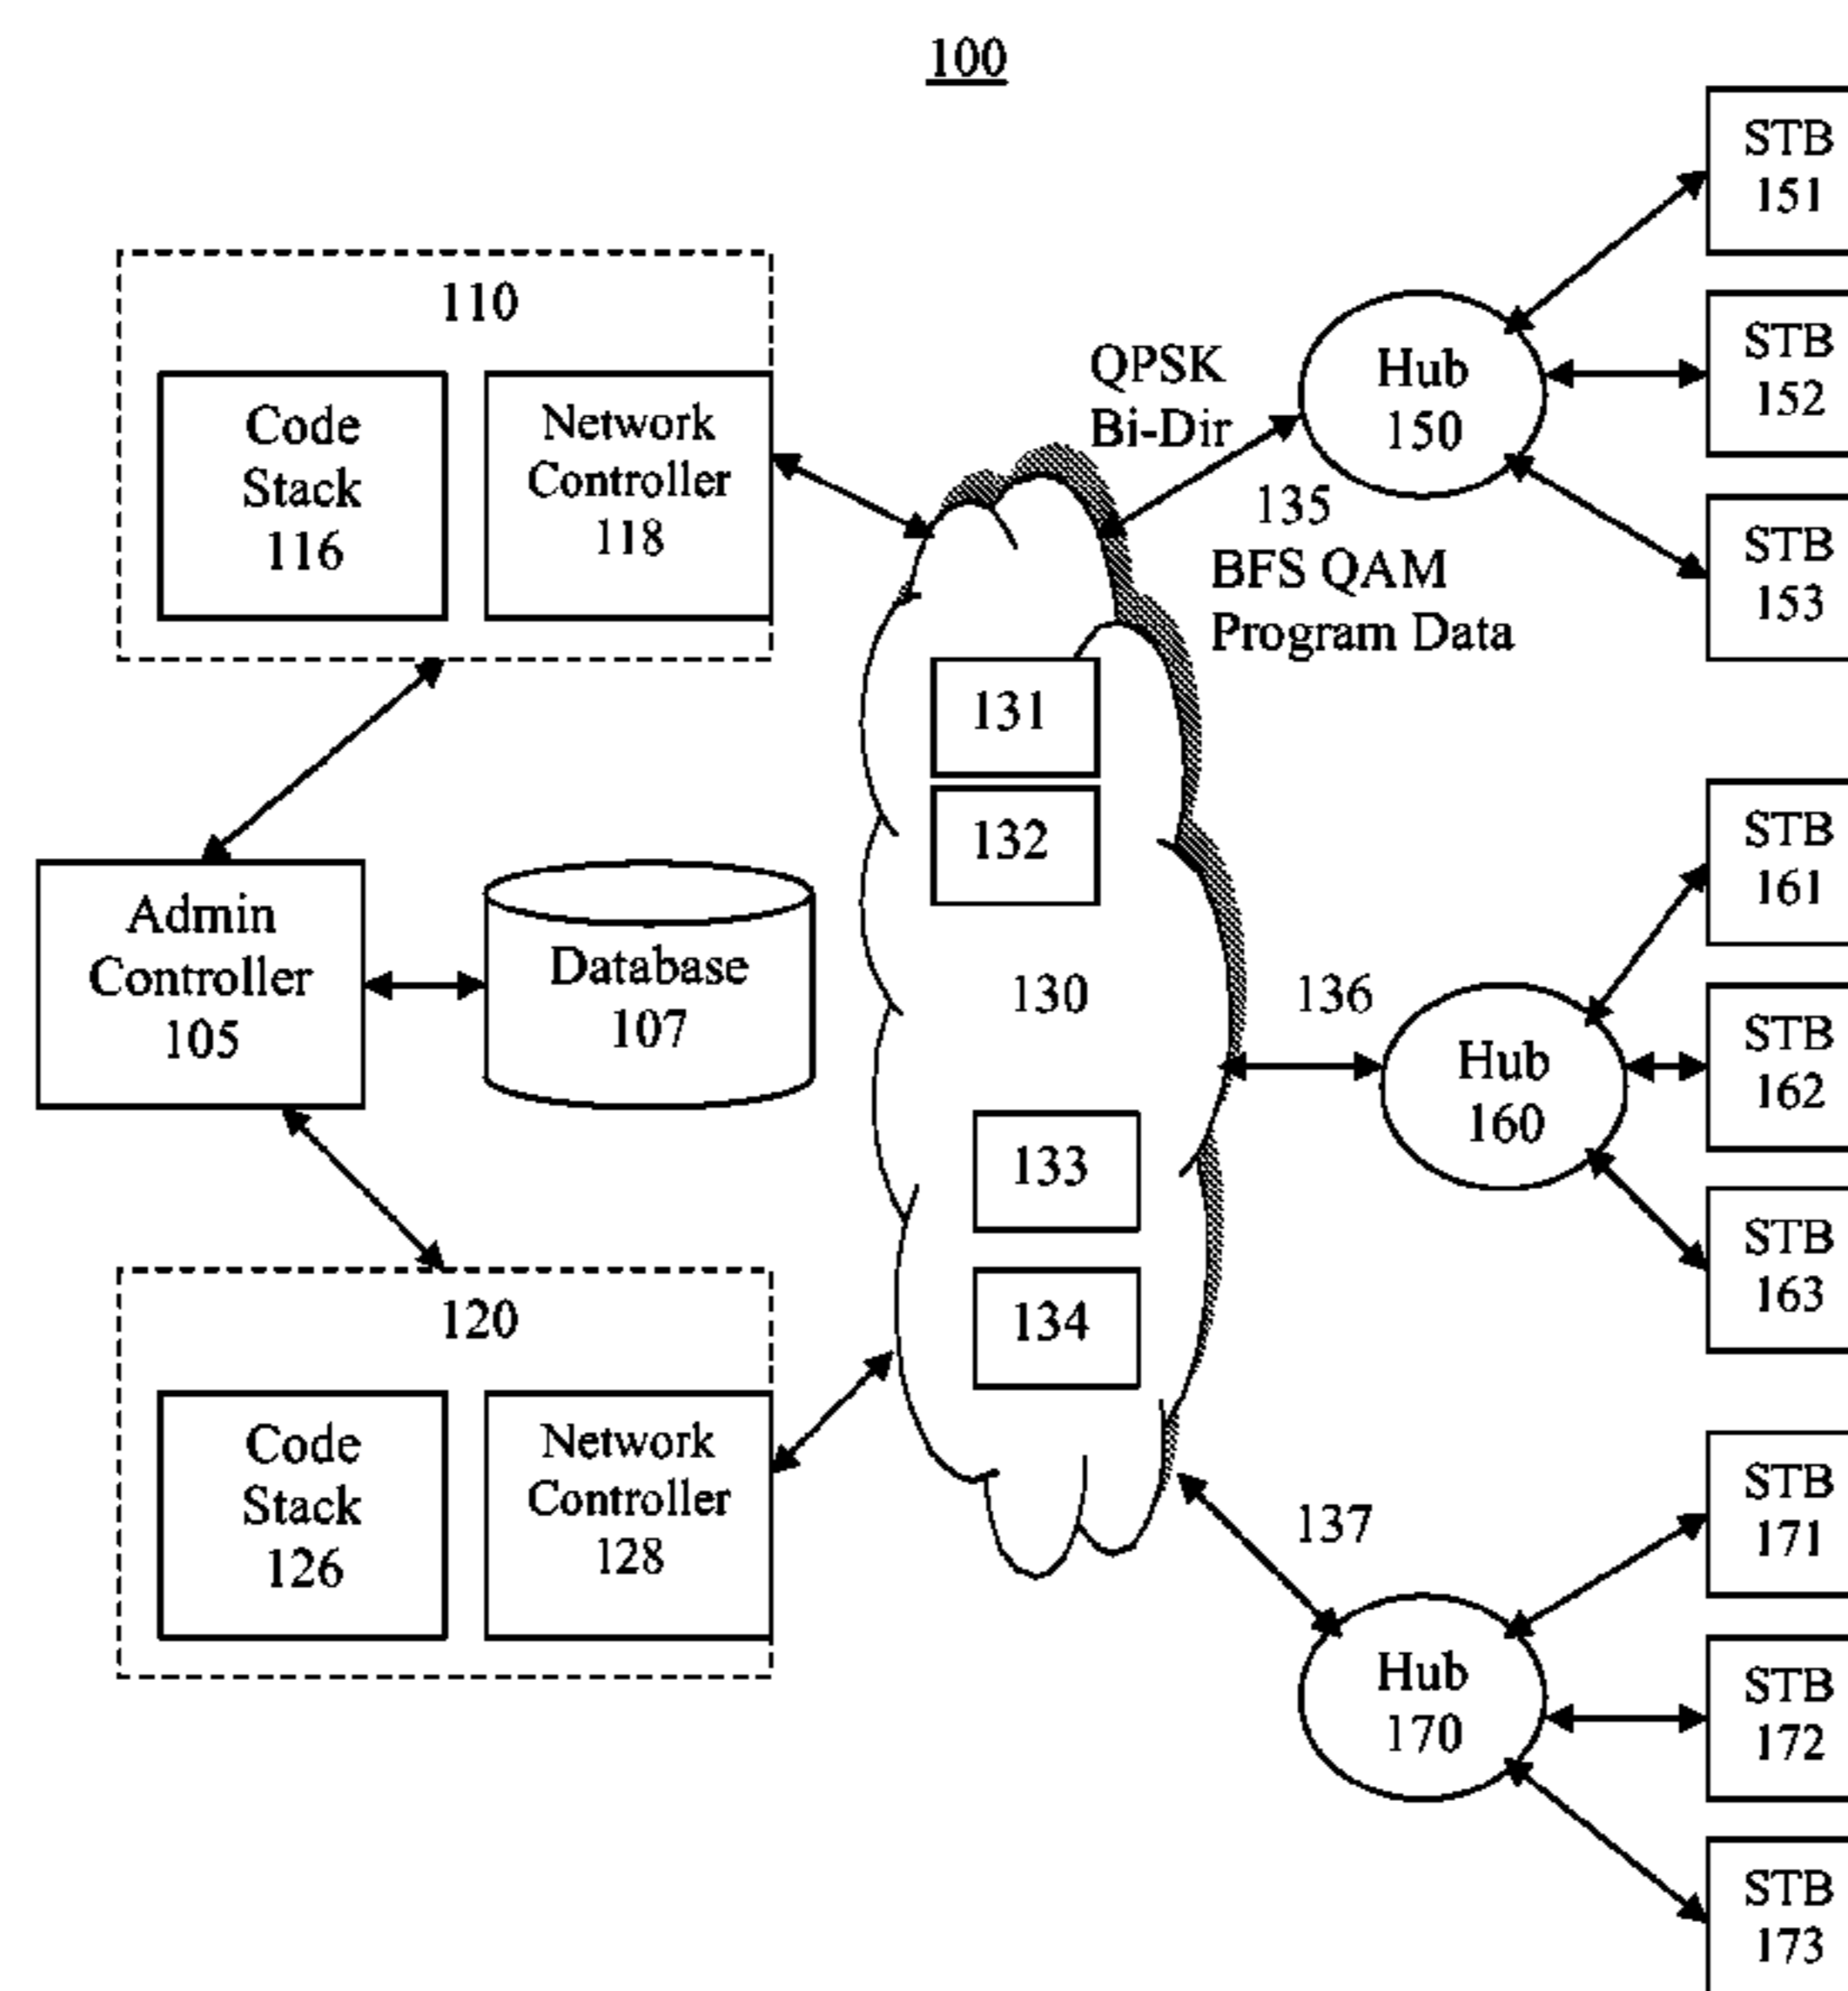 100
110
Code
Stack
116
Network
Controller
118
Admin
Controller
105
Database
107
120
Code
Stack
126
Network
Controller
128
131
132
130
133
134
QPSK
Bi-Dir
135
BFS QAM
Program Data
136
137
Hub
150
STB
151
STB
152
STB
153
Hub
160
STB
161
STB
162
STB
163
Hub
170
STB
171
STB
172
STB
173